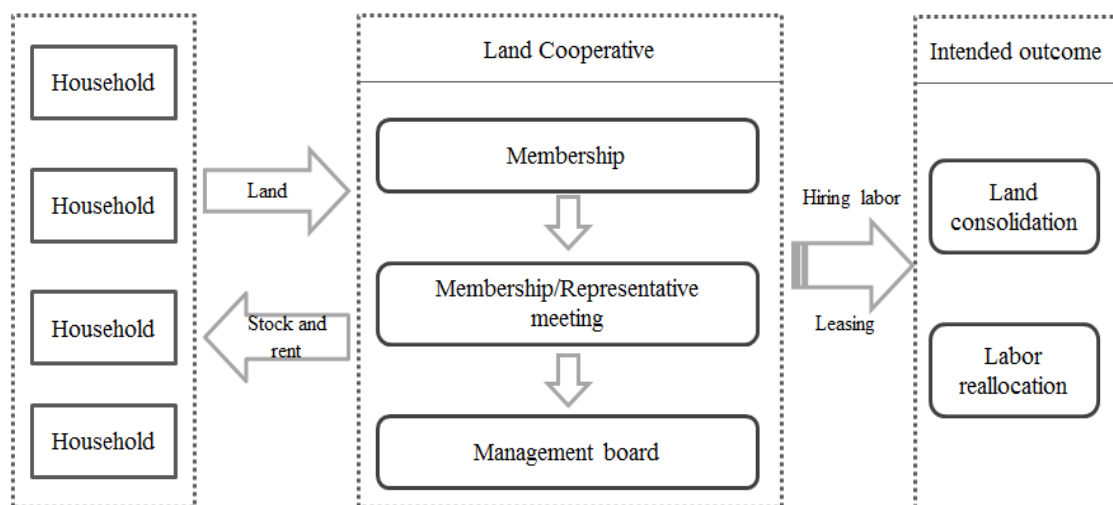 Household
Household
Household
Household
Land
Stock and
rent
Land Cooperative
Membership
Membership/Representative
meeting
Management board
Hiring labor
Leasing
Intended outcome
Land
consolidation
Labor
reallocation